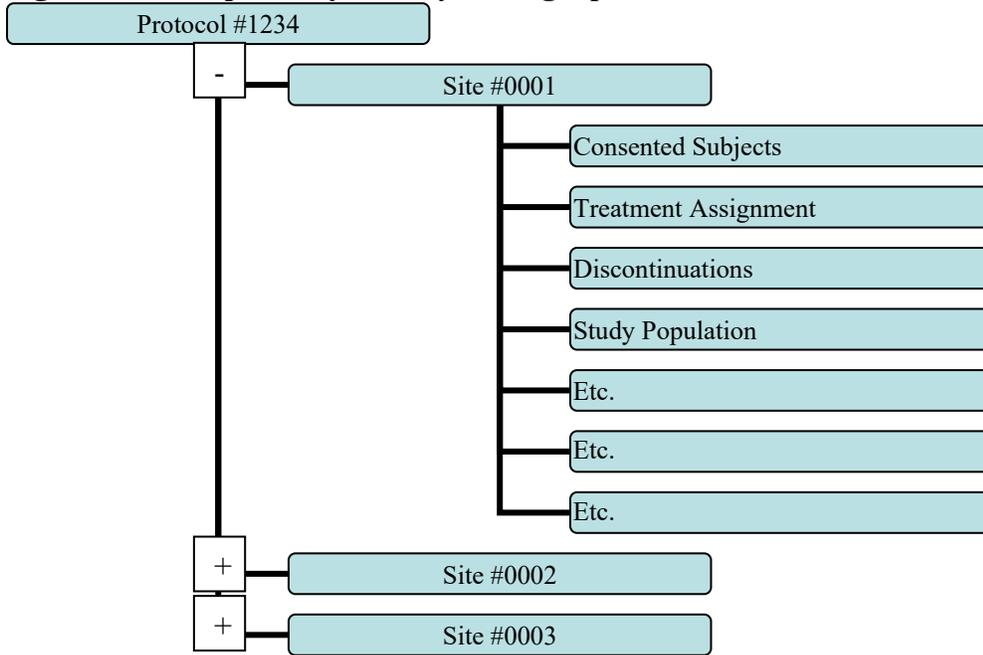 Protocol #1234
-
Site #0001
Consented Subjects
Treatment Assignment
Discontinuations
Study Population
Etc.
Etc.
Etc.
+
Site #0002
+
Site #0003